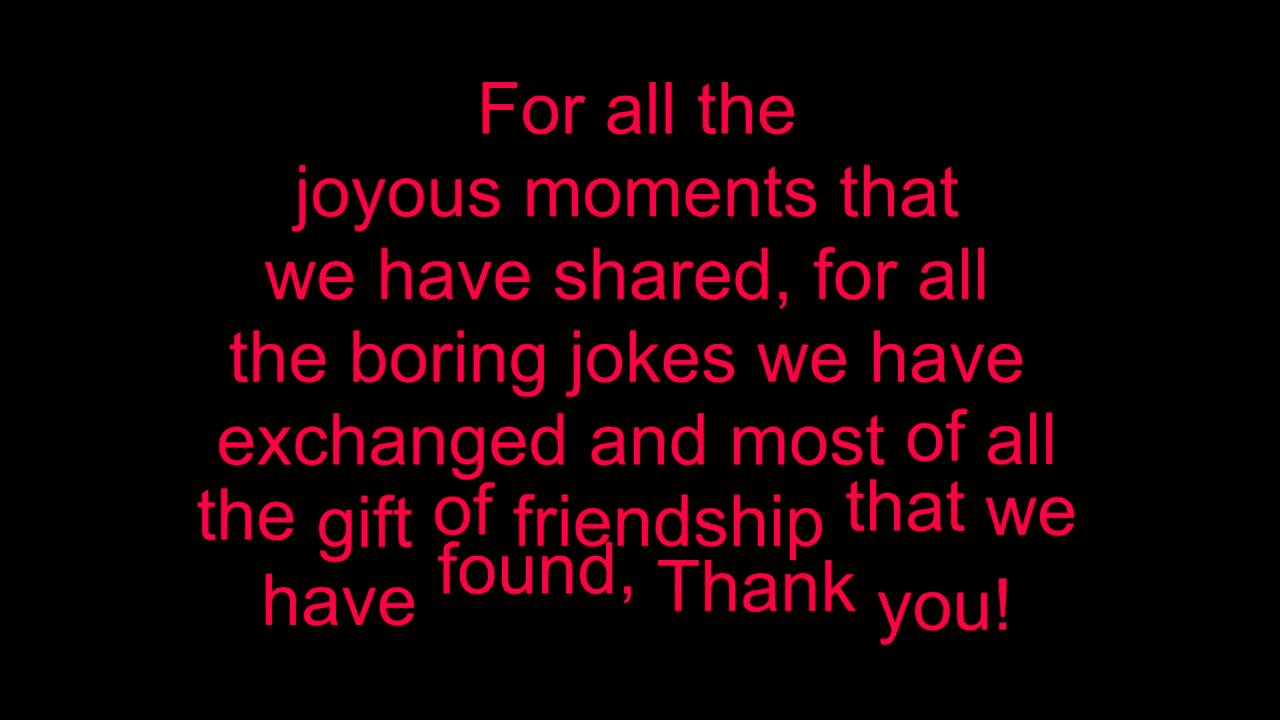 For all the
joyous moments that
we have shared, for all
the boring jokes we have
exchanged and most of all
the gift of friendship that we
have found, Thank you!